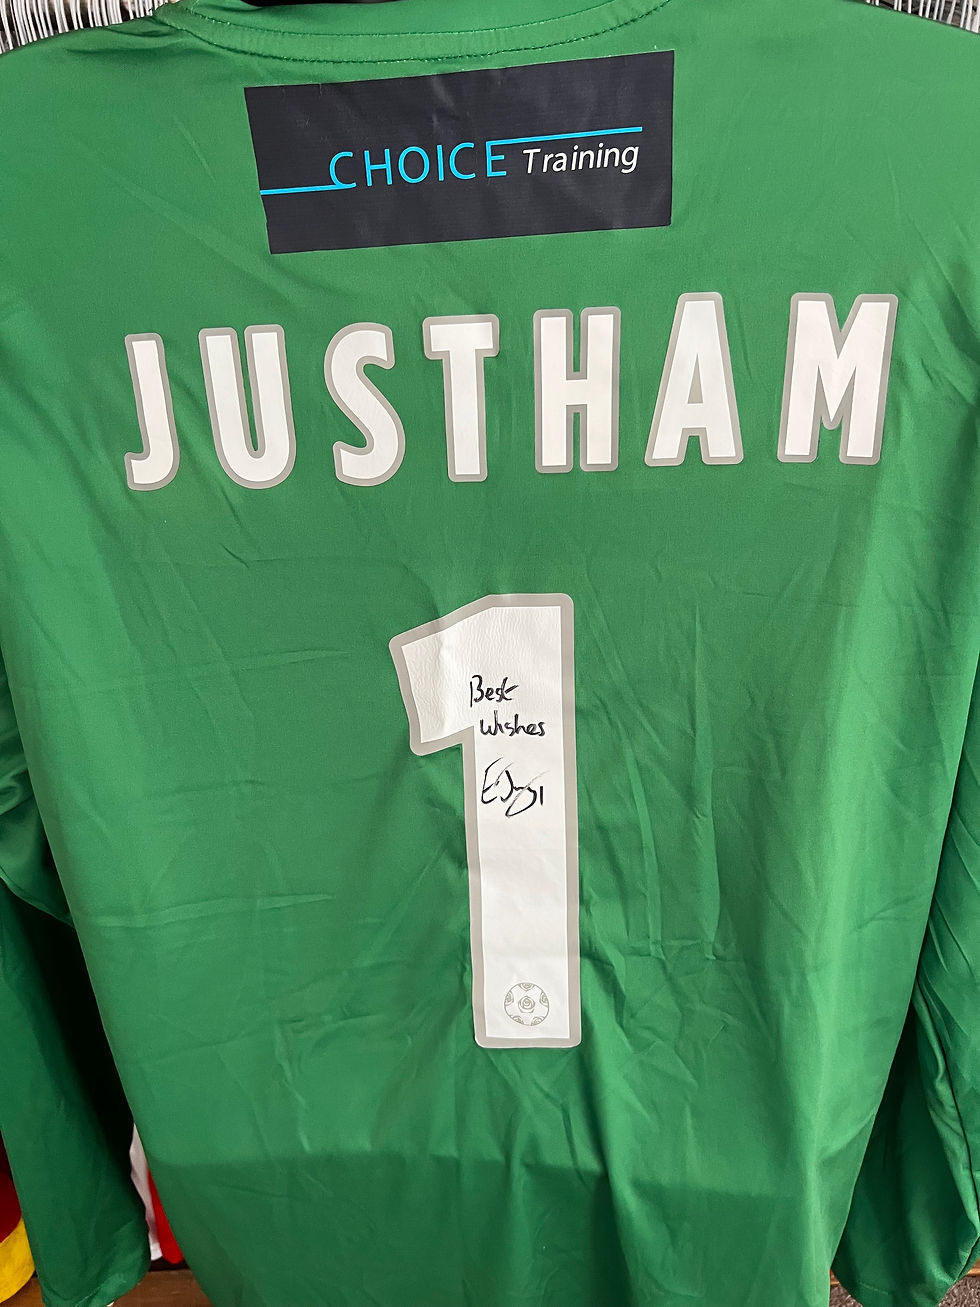 CHOICE Training
JUSTHAM
1
Best
Wishes